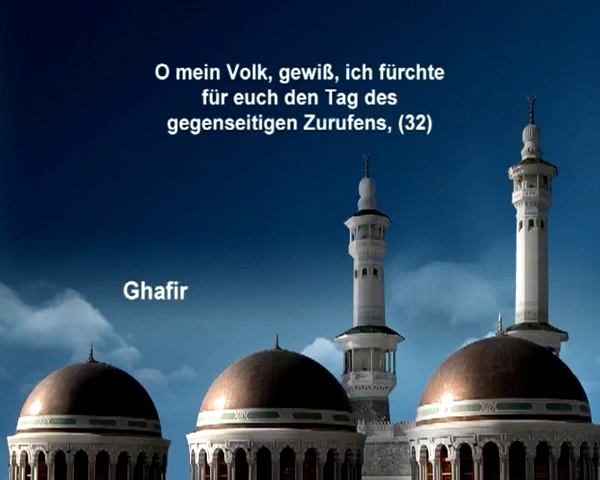 O mein Volk, gewiß, ich fürchte
für euch den Tag des
gegenseitigen Zurufens, (32)
Ghafir